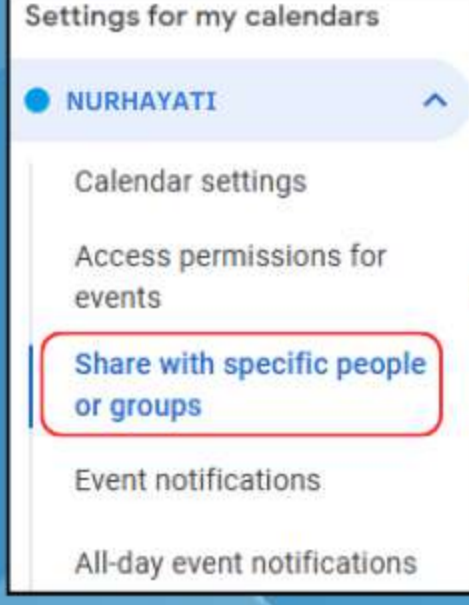 Settings for my calendars
NURHAYATI
Calendar settings
Access permissions for
events
Share with specific people
or groups
Event notifications
All-day event notifications